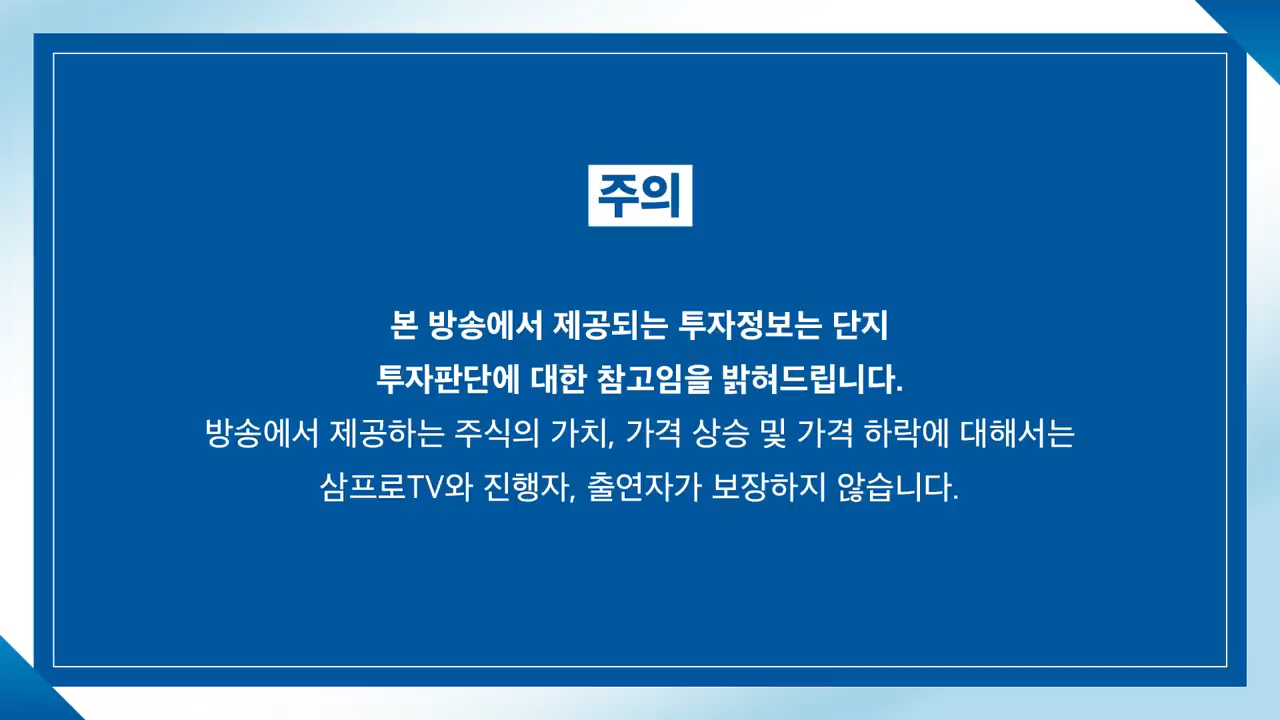 주의
본 방송에서 제공되는 투자정보는 단지
투자판단에 대한 참고임을 밝혀드립니다.
방송에서 제공하는 주식의 가치, 가격 상승 및 가격 하락에 대해서는
삼프로TV와 진행자, 출연자가 보장하지 않습니다.